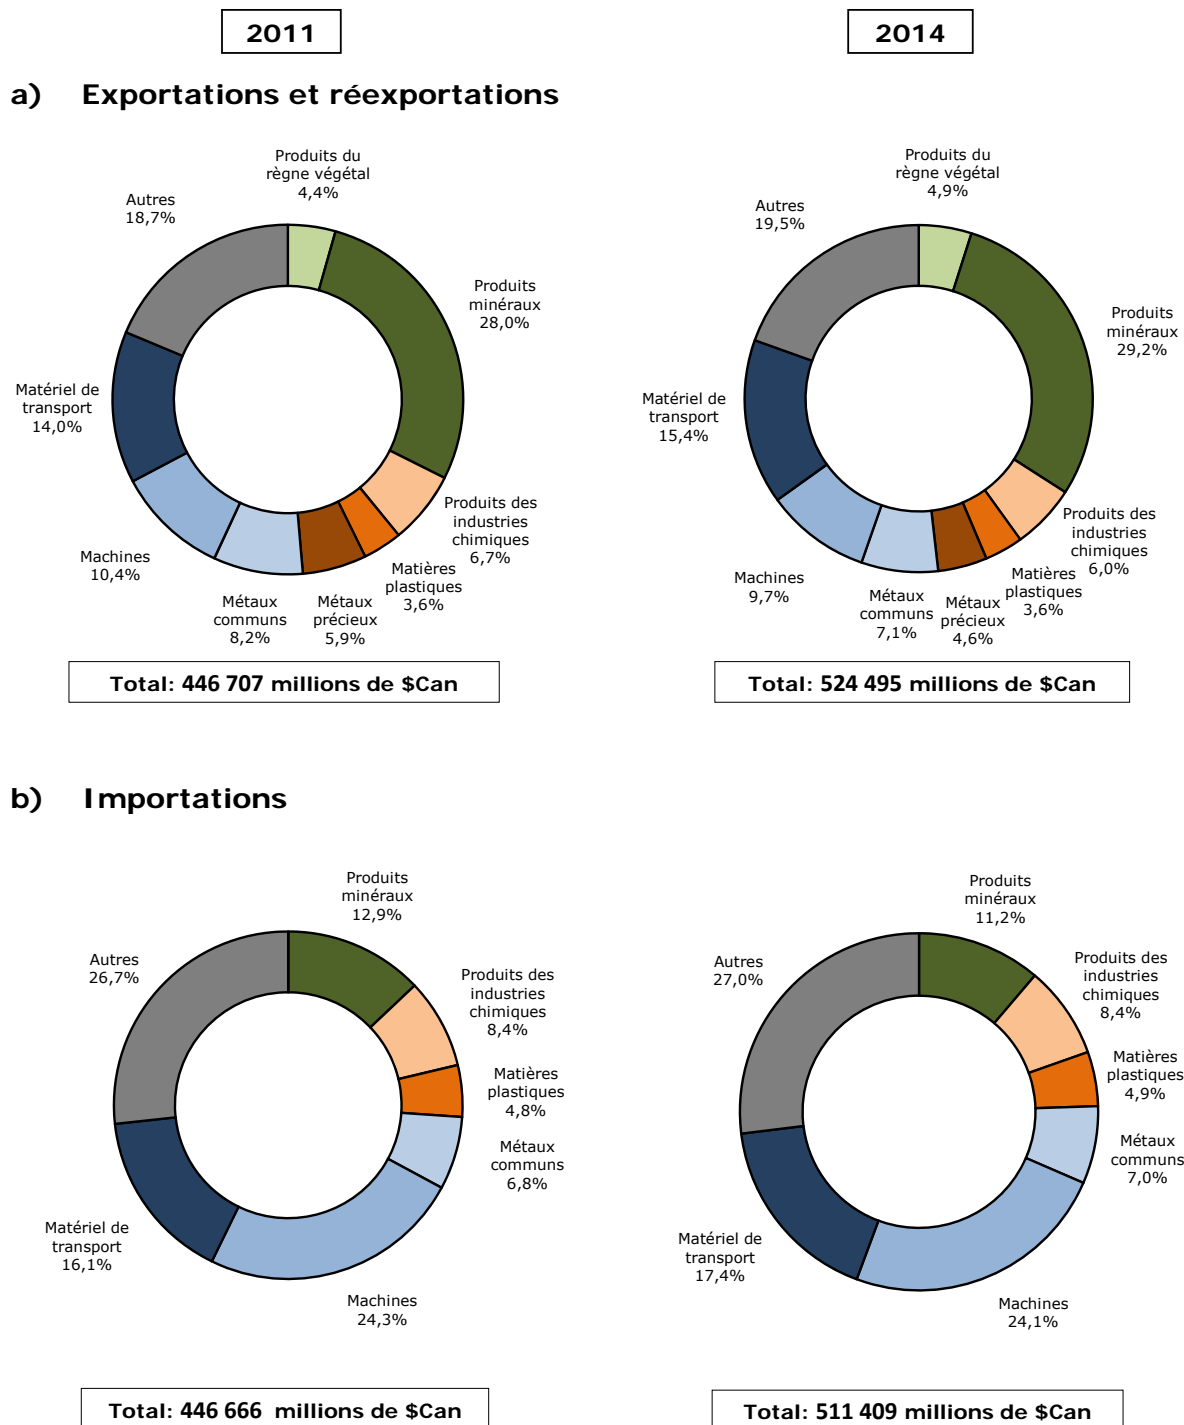 2011
2014
a) Exportations et réexportations
Produits du
règne végétal
4,4%
Produits
minéraux
28,0%
Produits des
industries
chimiques
6,7%
Matières
plastiques
3,6%
Métaux
précieux
5,9%
Métaux
communs
8,2%
Machines
10,4%
Matériel de
transport
14,0%
Autres
18,7%
Total: 446 707 millions de $Can
Produits du
règne végétal
4,9%
Produits
minéraux
29,2%
Produits des
industries
chimiques
6,0%
Matières
plastiques
3,6%
Métaux
précieux
4,6%
Métaux
communs
7,1%
Machines
9,7%
Matériel de
transport
15,4%
Autres
19,5%
Total: 524 495 millions de $Can
b) Importations
Produits
minéraux
12,9%
Produits des
industries
chimiques
8,4%
Matières
plastiques
4,8%
Métaux
communs
6,8%
Machines
24,3%
Matériel de
transport
16,1%
Autres
26,7%
Total: 446 666 millions de $Can
Produits
minéraux
11,2%
Produits des
industries
chimiques
8,4%
Matières
plastiques
4,9%
Métaux
communs
7,0%
Machines
24,1%
Matériel de
transport
17,4%
Autres
27,0%
Total: 511 409 millions de $Can